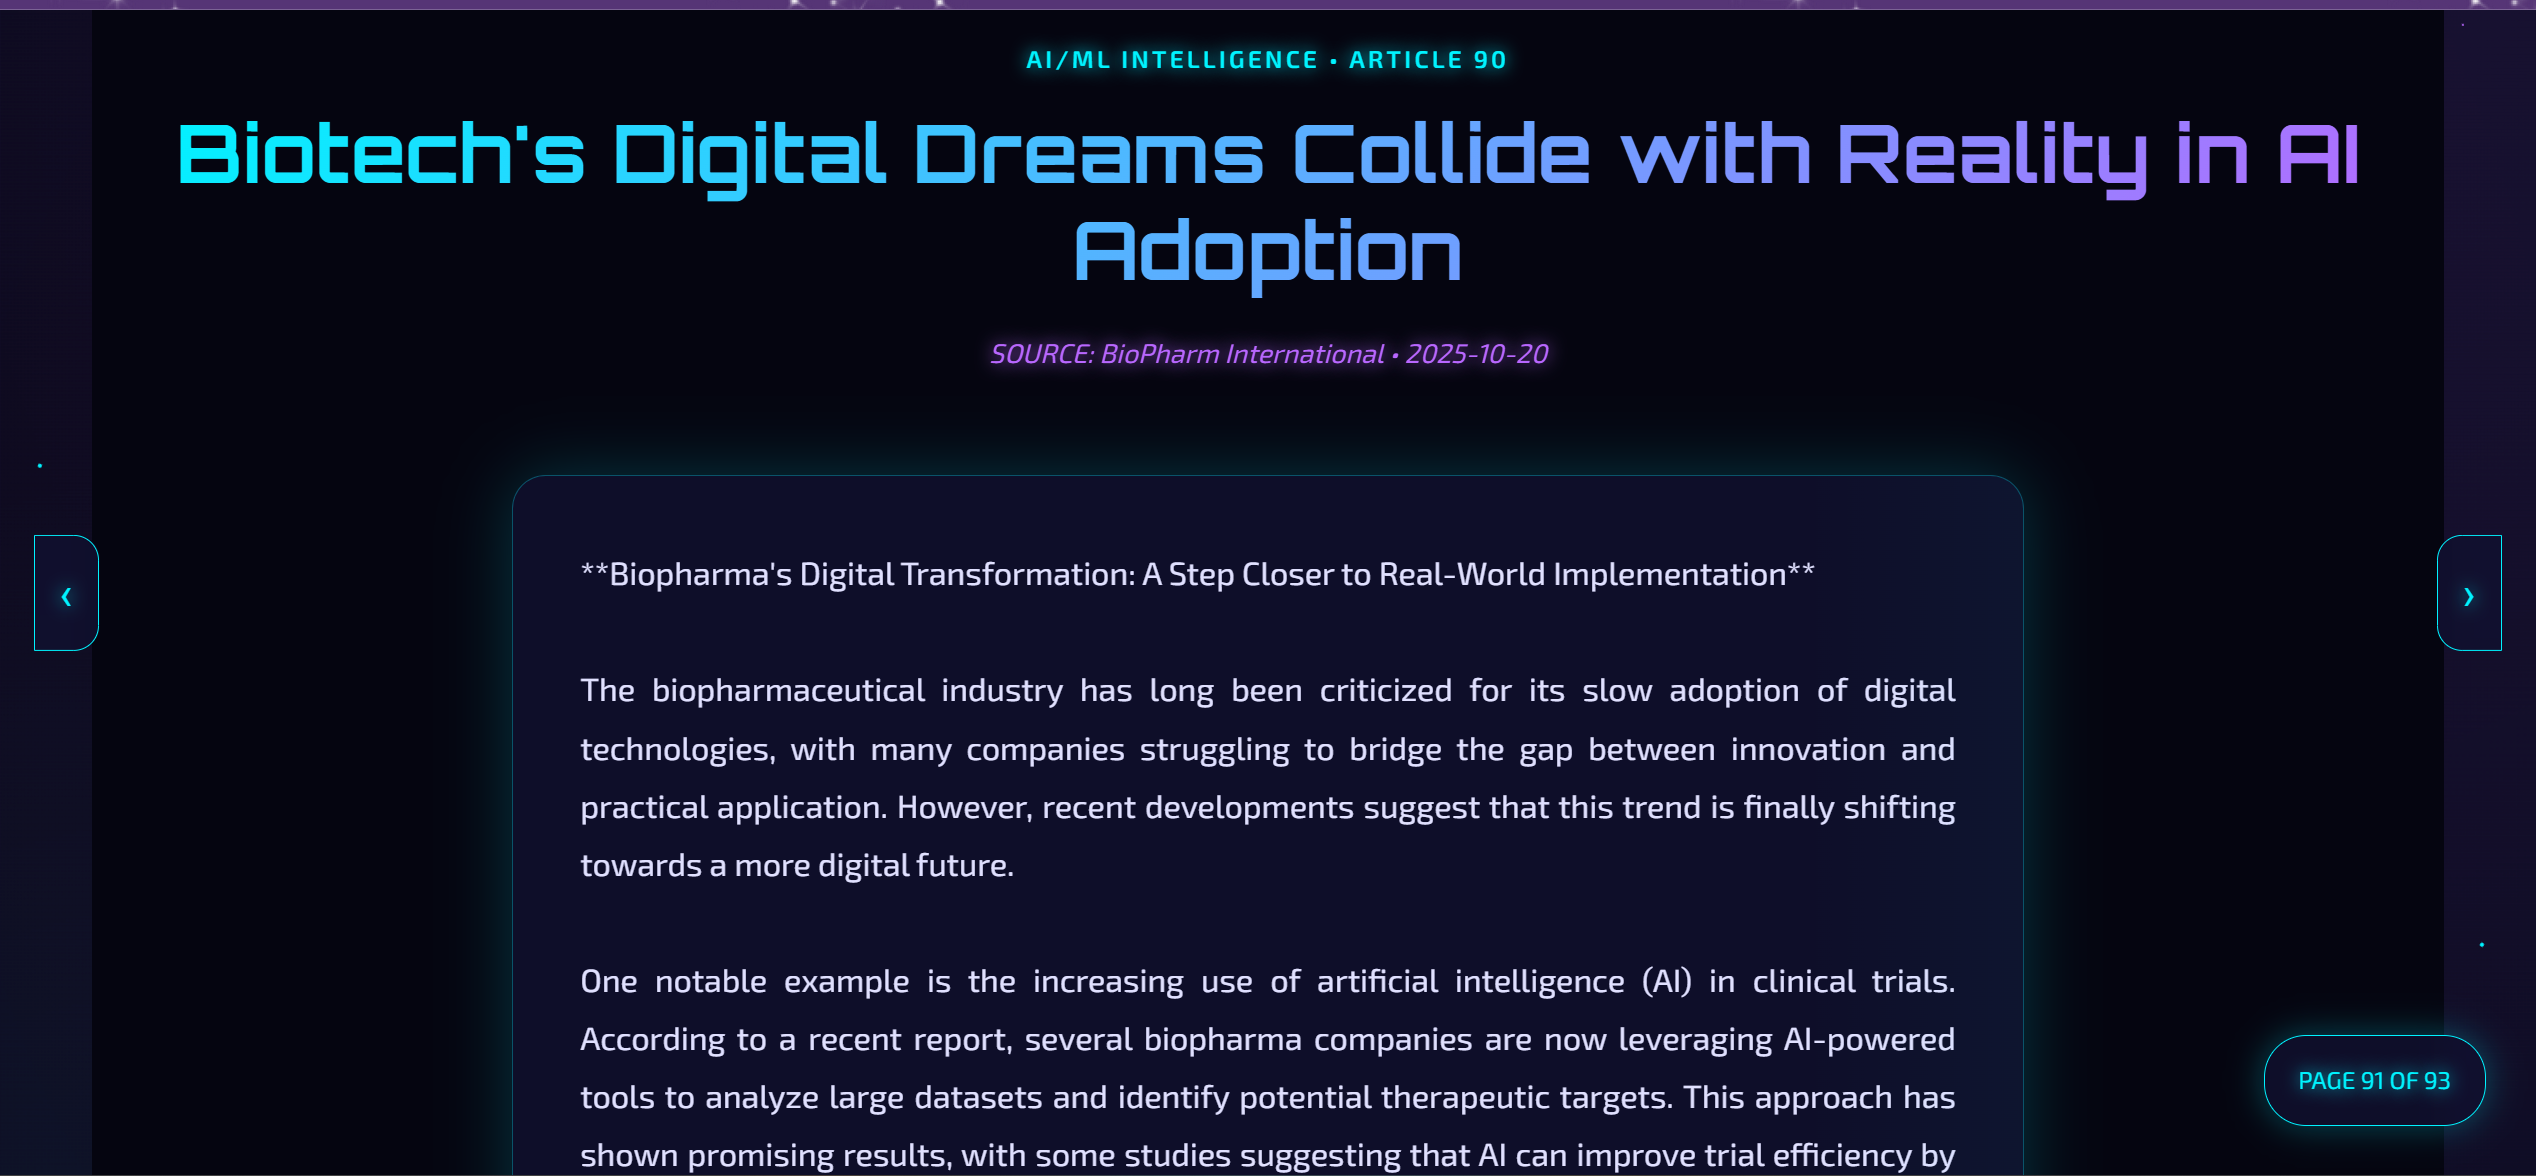 AI/ML INTELLIGENCE • ARTICLE 90
Biotech's Digital Dreams Collide with Reality in AI
Adoption
SOURCE: BioPharm International • 2025-10-20
**Biopharma's Digital Transformation: A Step Closer to Real-World Implementation**
The biopharmaceutical industry has long been criticized for its slow adoption of digital
technologies, with many companies struggling to bridge the gap between innovation and
practical application. However, recent developments suggest that this trend is finally shifting
towards a more digital future.
One notable example is the increasing use of artificial intelligence (AI) in clinical trials.
According to a recent report, several biopharma companies are now leveraging AI-powered
tools to analyze large datasets and identify potential therapeutic targets. This approach has
shown promising results, with some studies suggesting that AI can improve trial efficiency by
❮
❯
PAGE 91 OF 93